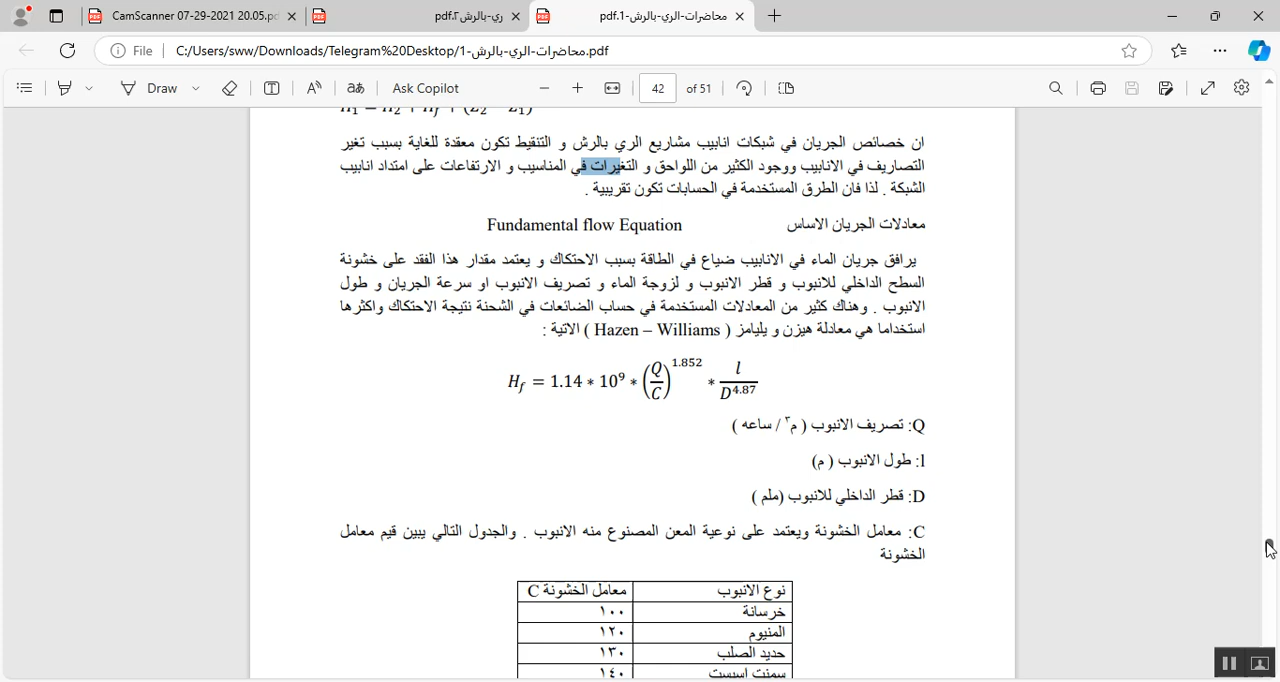 CamScanner 07-29-2021 20.05.pd
ري-بالرش٢.pdf
محاضرات-الري-بالرش-1.pdf
File
C:/Users/sww/Downloads/Telegram%20Desktop/محاضرات-الري-بالرش-1.pdf
Draw
Ask Copilot
42
of 51
ان خصائص الجريان في شبكات انابيب مشاريع الري بالرش و التنقيط تكون معقدة للغاية بسبب تغير
التصاريف في الانابيب ووجود الكثير من اللواحق و التغيرات في المناسيب و الارتفاعات على امتداد انابيب
الشبكة . لذا فان الطرق المستخدمة في الحسابات تكون تقريبية .
معادلات الجريان الاساس Fundamental flow Equation
يرافق جريان الماء في الانابيب ضياع في الطاقة بسبب الاحتكاك و يعتمد مقدار هذا الفقد على خشونة
السطح الداخلي للانبوب و قطر الانبوب و لزوجة الماء و تصريف الانبوب او سرعة الجريان و طول
الانبوب . وهناك كثير من المعادلات المستخدمة في حساب الضائعات في الشحنة نتيجة الاحتكاك واكثرها
استخداما هي معادلة هيزن و يليامز ( Hazen – Williams ) الاتية :
H_f = 1.14 * 10^9 * (Q/C)^1.852 * l/D^4.87
Q: تصريف الانبوب ( م٣ / ساعه )
l: طول الانبوب ( م)
D: قطر الداخلي للانبوب (ملم )
C: معامل الخشونة ويعتمد على نوعية المعن المصنوع منه الانبوب . والجدول التالي يبين قيم معامل
الخشونة
نوع الانبوب معامل الخشونة C
خرسانة ١٠٠
المنيوم ١٢٠
حديد الصلب ١٣٠
سمنت اسبست ١٤٠